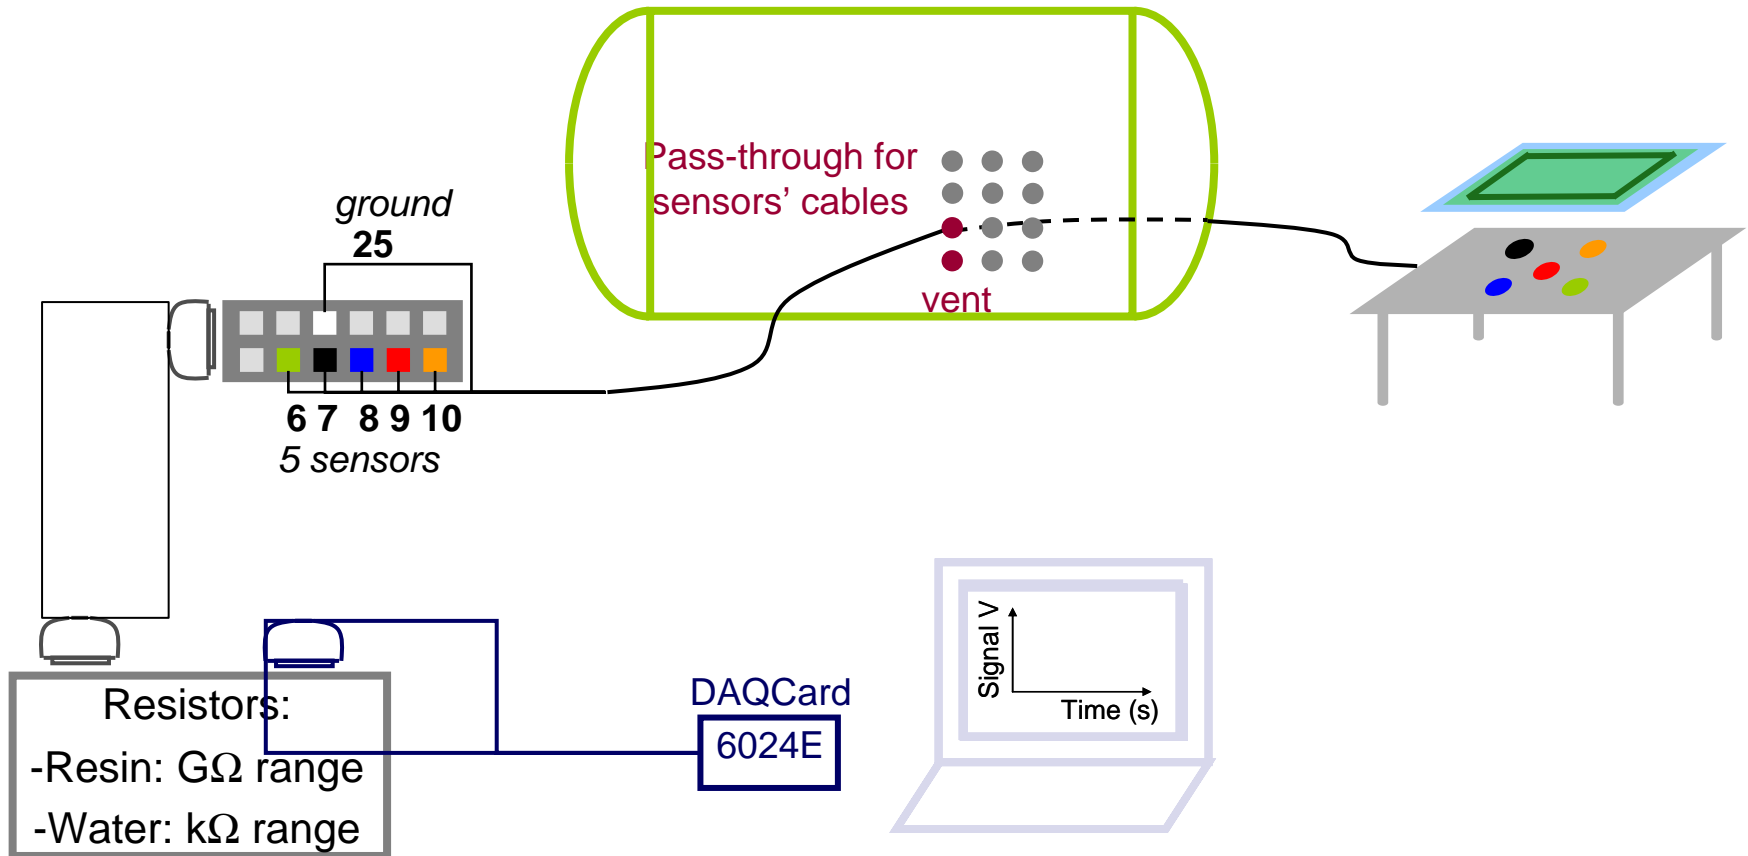 Pass-through for
sensors' cables
vent
ground
25
6 7 8 9 10
5 sensors
Resistors:
-Resin: GΩ range
-Water: kΩ range
DAQCard
6024E
Signal V
Time (s)